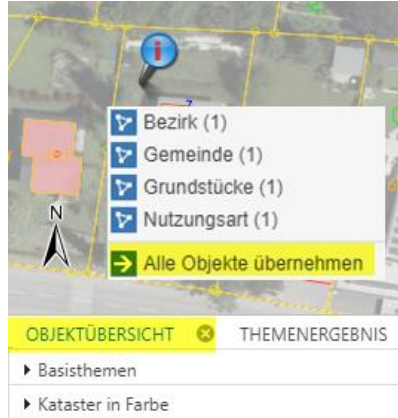 Bezirk (1)
Gemeinde (1)
Grundstücke (1)
Nutzungsart (1)
Alle Objekte übernehmen
N
OBJEKTÜBERSICHT THEMENERGEBNIS
Basisthemen
Kataster in Farbe